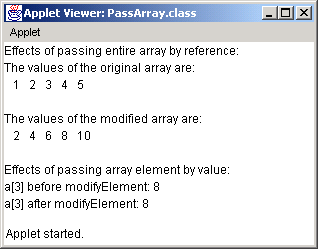 Applet Viewer: PassArray.class
Applet
Effects of passing entire array by reference:
The values of the original array are:
1 2 3 4 5
The values of the modified array are:
2 4 6 8 10
Effects of passing array element by value:
a[3] before modifyElement: 8
a[3] after modifyElement: 8
Applet started.